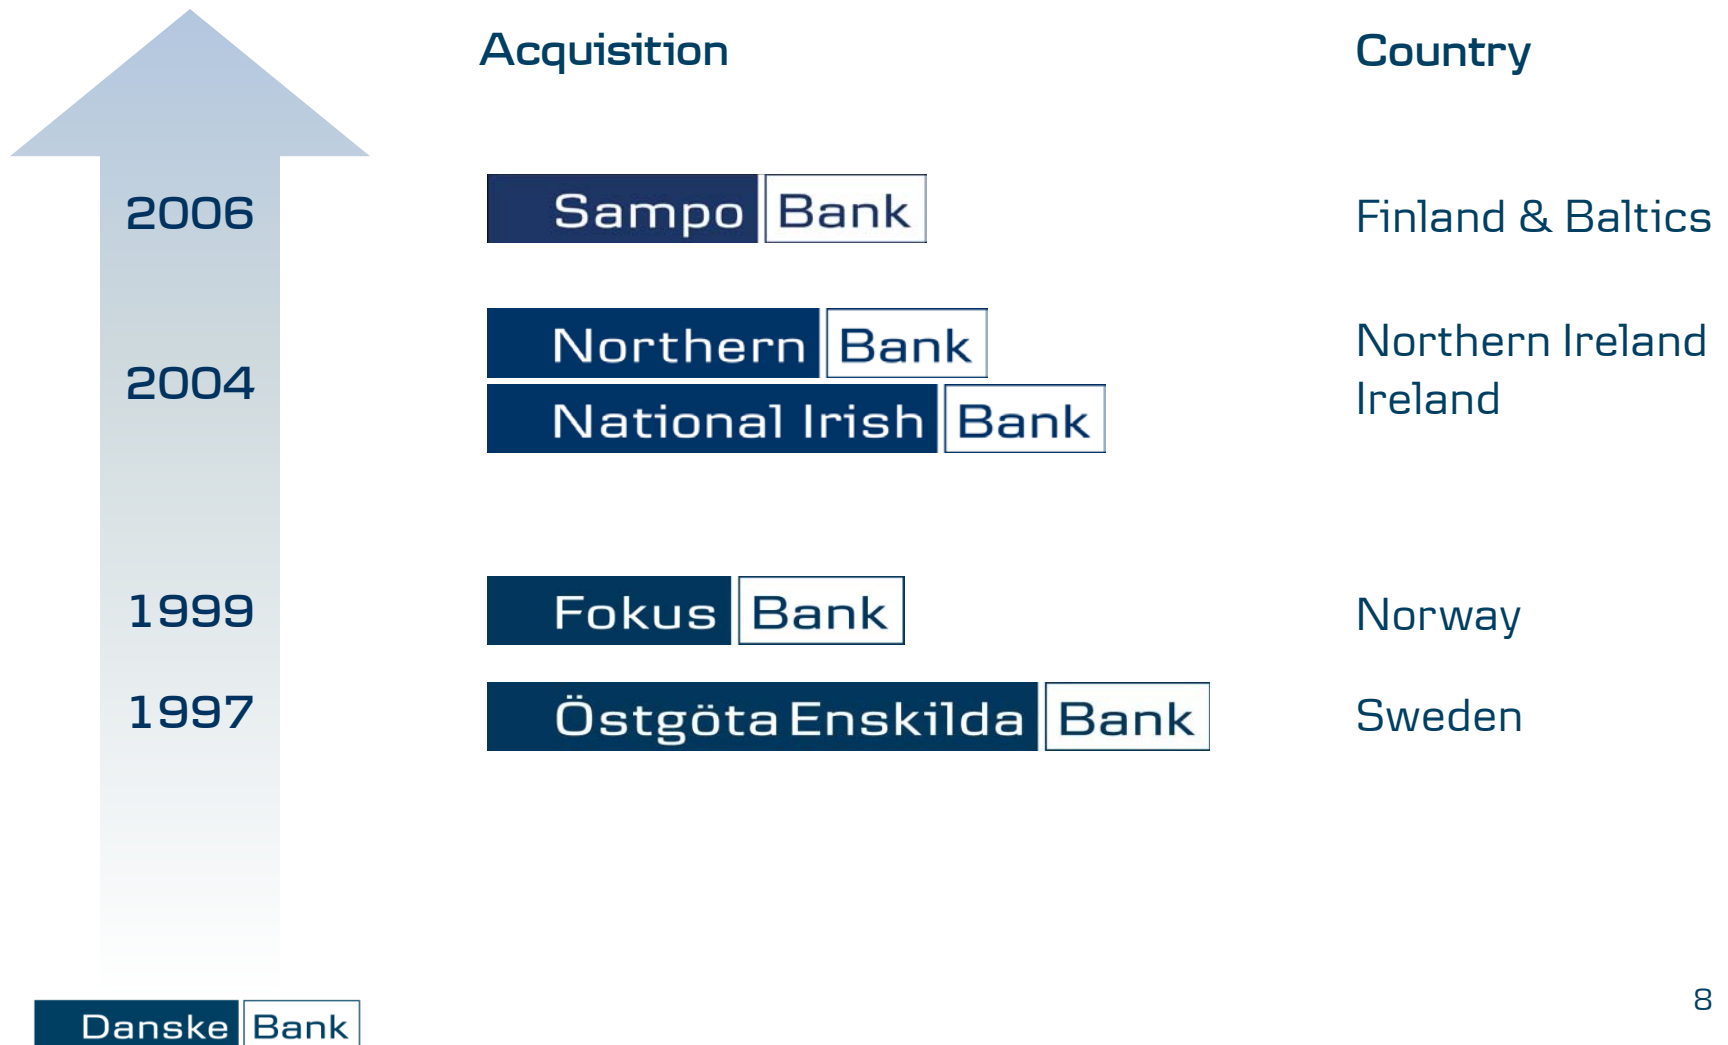 Acquisition Country
2006 Sampo Bank Finland & Baltics
Northern Bank Northern Ireland
2004
National Irish Bank Ireland
1999 Fokus Bank Norway
1997 Östgöta Enskilda Bank Sweden
8
Danske Bank